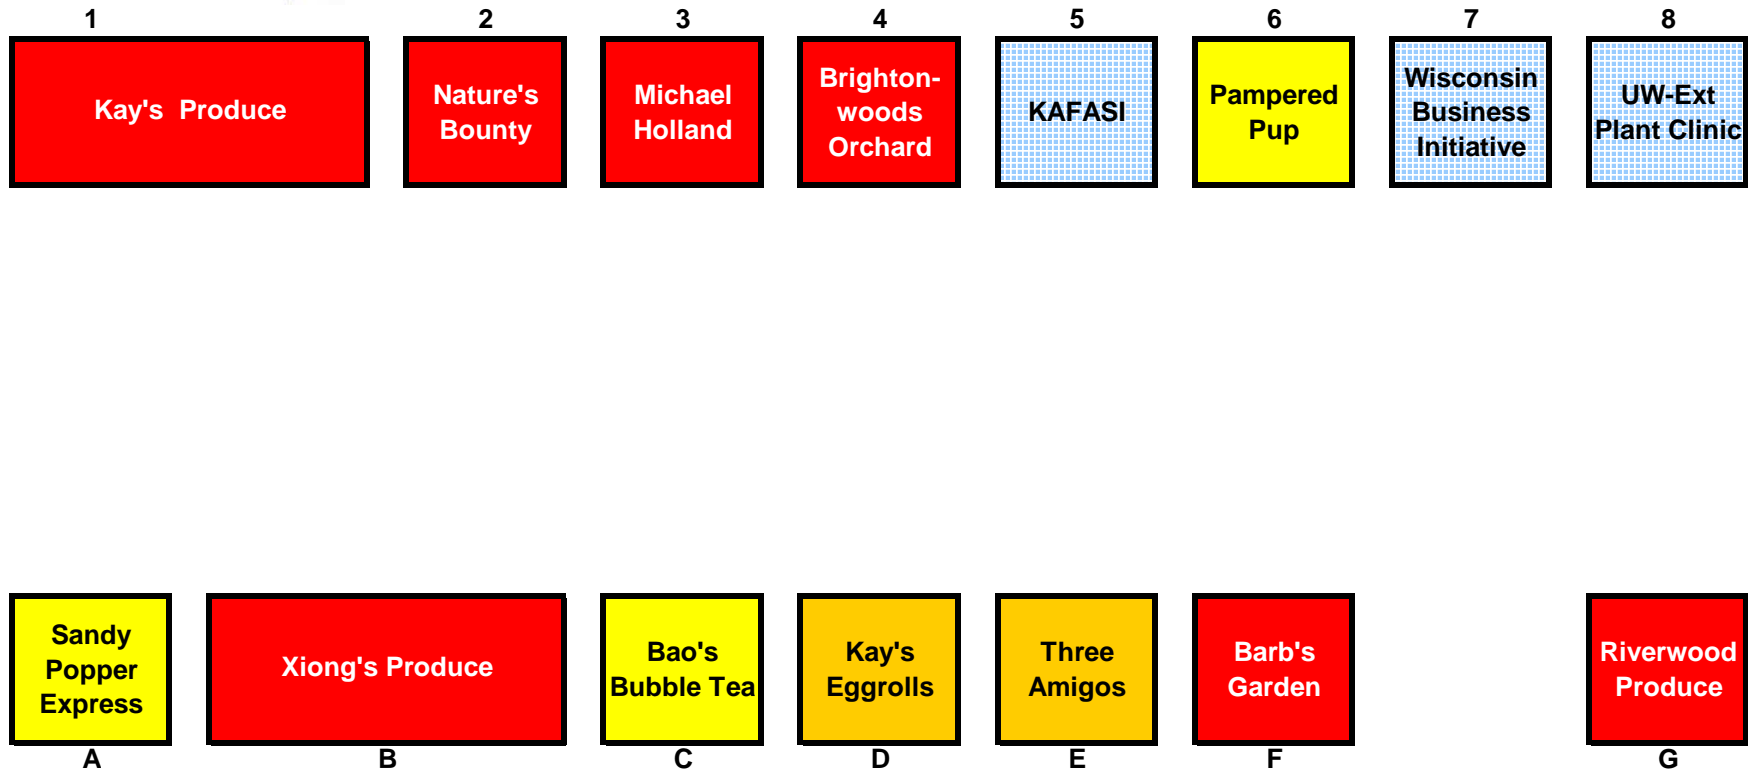 1 2 3 4 5 6 7 8
Kay's Produce
Nature's
Bounty
Michael
Holland
Brighton-
woods
Orchard
KAFASI
Pampered
Pup
Wisconsin
Business
Initiative
UW-Ext
Plant Clinic
Sandy
Popper
Express
Xiong's Produce
Bao's
Bubble Tea
Kay's
Eggrolls
Three
Amigos
Barb's
Garden
Riverwood
Produce
A B C D E F G